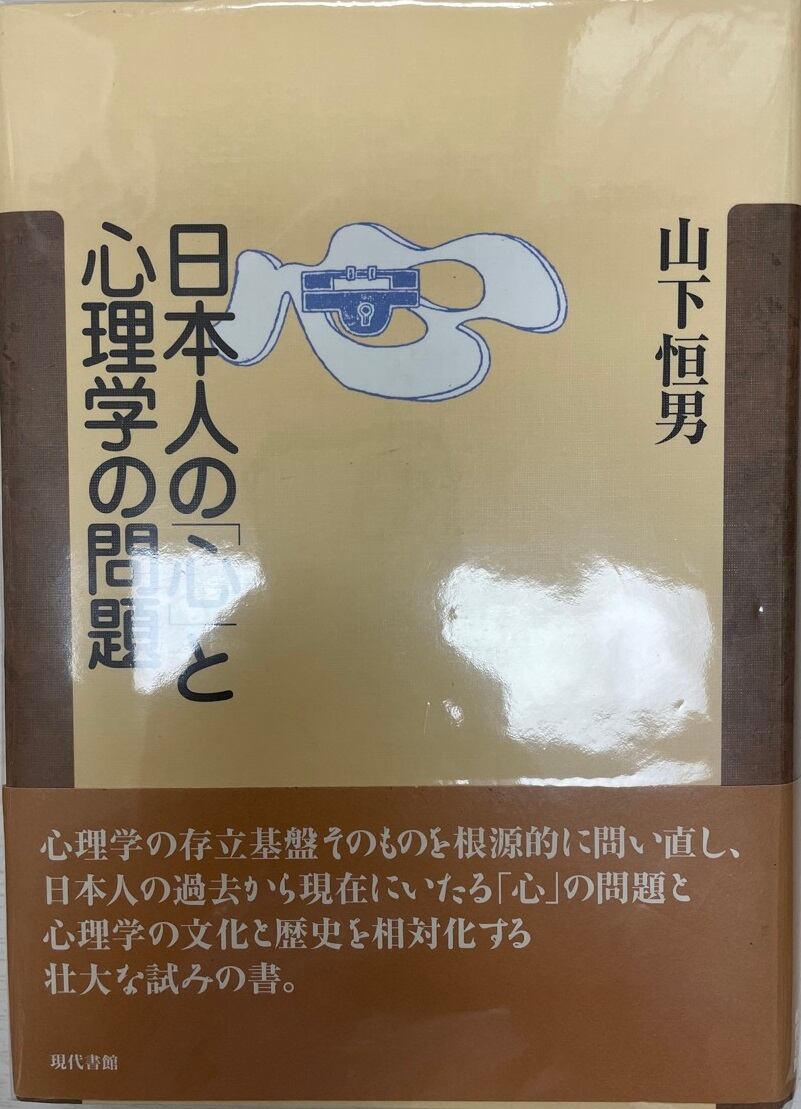 山下恒男
日本人の「心」と
心理学の問題
心理学の存立基盤そのものを根源的に問い直し、
日本人の過去から現在にいたる「心」の問題と
心理学の文化と歴史を相対化する
壮大な試みの書。
現代書館